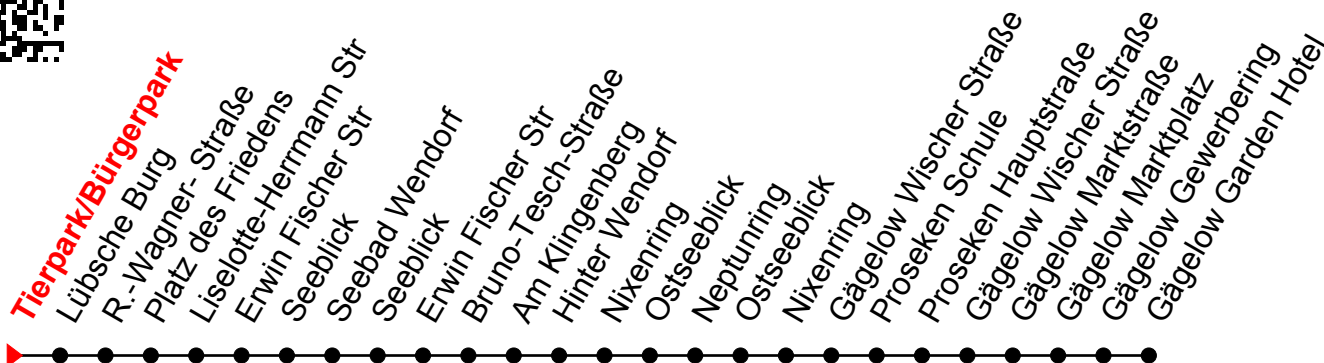 Tierpark/Bürgerpark
Lübsche Burg
R.-Wagner- Straße
Platz des Friedens
Liselotte-Herrmann Str
Erwin Fischer Str
Seeblick
Seebad Wendorf
Seeblick
Erwin Fischer Str
Bruno-Tesch-Straße
Am Klingenberg
Hinter Wendorf
Nixenring
Ostseeblick
Neptunring
Ostseeblick
Nixenring
Gägelow Wischer Straße
Proseken Schule
Proseken Hauptstraße
Gägelow Wischer Straße
Gägelow Marktstraße
Gägelow Marktplatz
Gägelow Gewerbering
Gägelow Garden Hotel